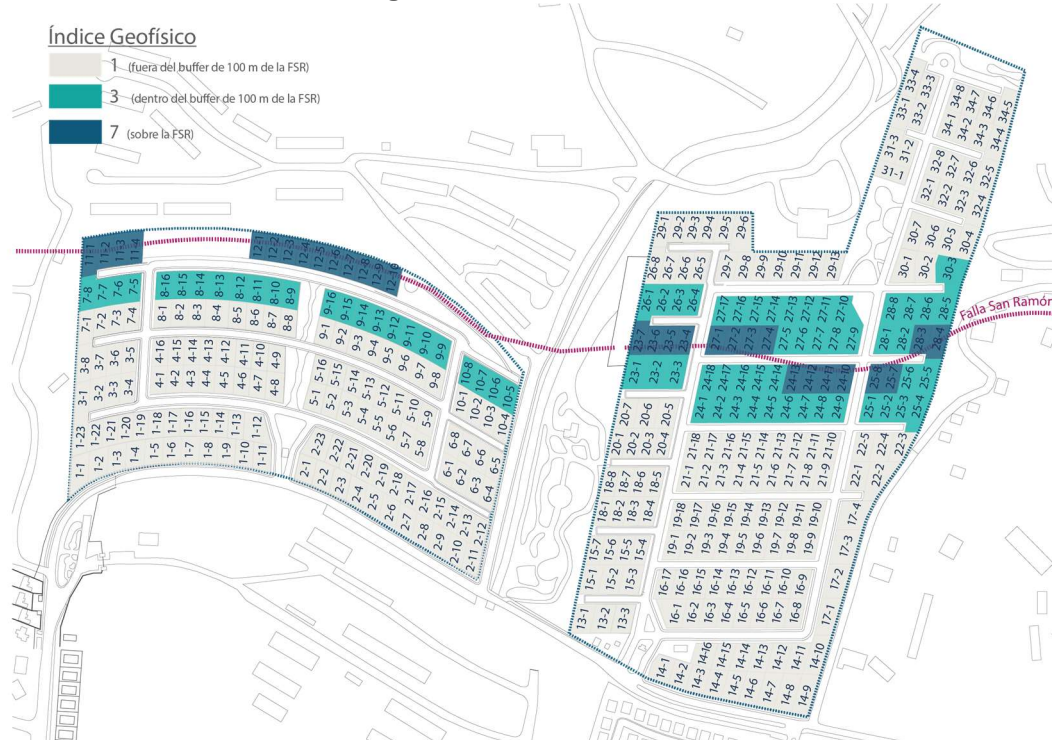 Índice Geofísico
1 (fuera del buffer de 100 m de la FSR)
3 (dentro del buffer de 100 m de la FSR)
7 (sobre la FSR)
Falla San Ramón
11-1 11-2 11-3 11-4
12-1 12-2 12-3 12-4 12-5 12-6
7-8 7-7 7-6 7-5
7-1 7-2 7-3 7-4
8-16 8-15 8-14 8-13 8-12 8-11 8-10 8-9
8-1 8-2 8-3 8-4 8-5 8-6 8-7 8-8
9-16 9-15 9-14 9-13 9-12 9-11 9-10 9-9
9-1 9-2 9-3 9-4 9-5 9-6 9-7 9-8
10-8 10-7 10-6 10-5
10-1 10-2 10-3 10-4
3-8 3-7 3-6 3-5
3-1 3-2 3-3 3-4
4-16 4-15 4-14 4-13 4-12 4-11 4-10 4-9
4-1 4-2 4-3 4-4 4-5 4-6 4-7 4-8
5-16 5-15 5-14 5-13 5-12 5-11 5-10 5-9
5-1 5-2 5-3 5-4 5-5 5-6 5-7 5-8
6-8 6-7 6-6 6-5
6-1 6-2 6-3 6-4
1-23 1-22 1-21 1-20 1-19 1-18 1-17 1-16 1-15 1-14 1-13 1-12
1-1 1-2 1-3 1-4 1-5 1-6 1-7 1-8 1-9 1-10 1-11
2-23 2-22 2-21 2-20 2-19 2-18 2-17 2-16 2-15 2-14 2-13 2-12
2-1 2-2 2-3 2-4 2-5 2-6 2-7 2-8 2-9 2-10 2-11
33-4 33-3
33-1 33-2
34-8 34-7 34-6 34-5
34-1 34-2 34-3 34-4
31-3 31-2
31-1
32-8 32-7 32-6 32-5
32-1 32-2 32-3 32-4
30-7 30-6 30-5 30-4
30-1 30-2 30-3
29-1 29-2 29-3 29-4 29-5 29-6
29-7 29-8 29-9 29-10 29-11 29-12 29-13
26-8 26-7 26-6 26-5
26-1 26-2 26-3 26-4
27-17 27-16 27-15 27-14 27-13 27-12 27-11 27-10
27-1 27-2 27-3 27-4 27-5 27-6 27-7 27-8 27-9
28-8 28-7 28-6 28-5
28-1 28-2 28-3 28-4
23-7 23-6 23-5 23-4
23-1 23-2 23-3
24-18 24-17 24-16 24-15 24-14 24-13 24-12 24-11 24-10
24-1 24-2 24-3 24-4 24-5 24-6 24-7 24-8 24-9
25-8 25-7 25-6 25-5
25-1 25-2 25-3 25-4
20-7 20-6 20-5
20-1 20-2 20-3 20-4
21-18 21-17 21-16 21-15 21-14 21-13 21-12 21-11 21-10
21-1 21-2 21-3 21-4 21-5 21-6 21-7 21-8 21-9
22-5 22-4 22-3
22-1 22-2
18-8 18-7 18-6 18-5
18-1 18-2 18-3 18-4
19-18 19-17 19-16 19-15 19-14 19-13 19-12 19-11 19-10
19-1 19-2 19-3 19-4 19-5 19-6 19-7 19-8 19-9
17-4
17-3
17-2
17-1
15-7 15-6 15-5 15-4
15-1 15-2 15-3
16-17 16-16 16-15 16-14 16-13 16-12 16-11 16-10 16-9
16-1 16-2 16-3 16-4 16-5 16-6 16-7 16-8
13-1 13-2 13-3
14-16 14-15 14-14 14-13 14-12 14-11 14-10
14-1 14-2 14-3 14-4 14-5 14-6 14-7 14-8 14-9